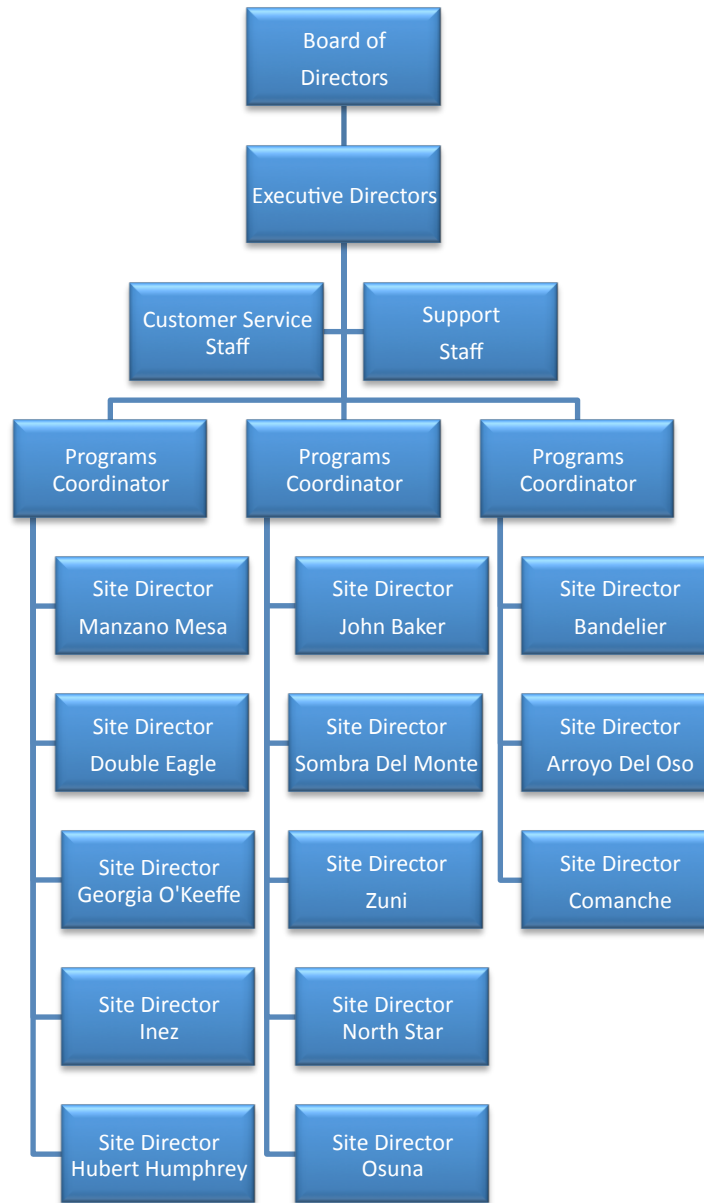 Board of
Directors
Executive Directors
Customer Service
Staff
Support
Staff
Programs
Coordinator
Programs
Coordinator
Programs
Coordinator
Site Director
Manzano Mesa
Site Director
John Baker
Site Director
Bandelier
Site Director
Double Eagle
Site Director
Sombra Del Monte
Site Director
Arroyo Del Oso
Site Director
Georgia O'Keeffe
Site Director
Zuni
Site Director
Comanche
Site Director
Inez
Site Director
North Star
Site Director
Hubert Humphrey
Site Director
Osuna